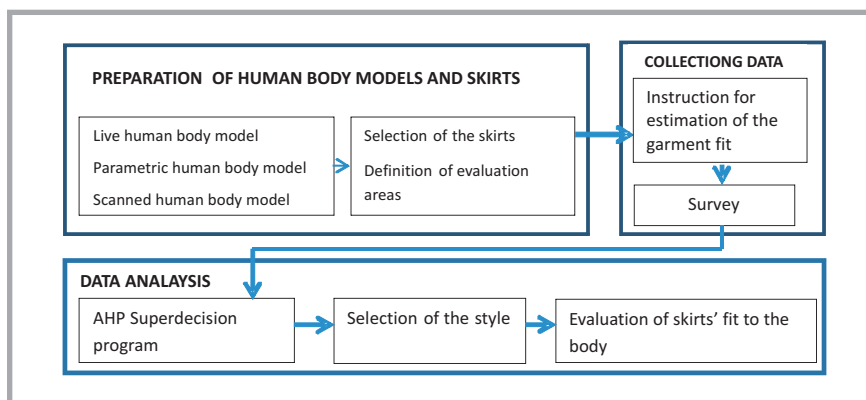 PREPARATION OF HUMAN BODY MODELS AND SKIRTS
Live human body model
Parametric human body model
Scanned human body model
Selection of the skirts
Definition of evaluation
areas
COLLECTIONG DATA
Instruction for
estimation of the
garment fit
Survey
DATA ANALAYSIS
AHP Superdecision
program
Selection of the style
Evaluation of skirts’ fit to the
body